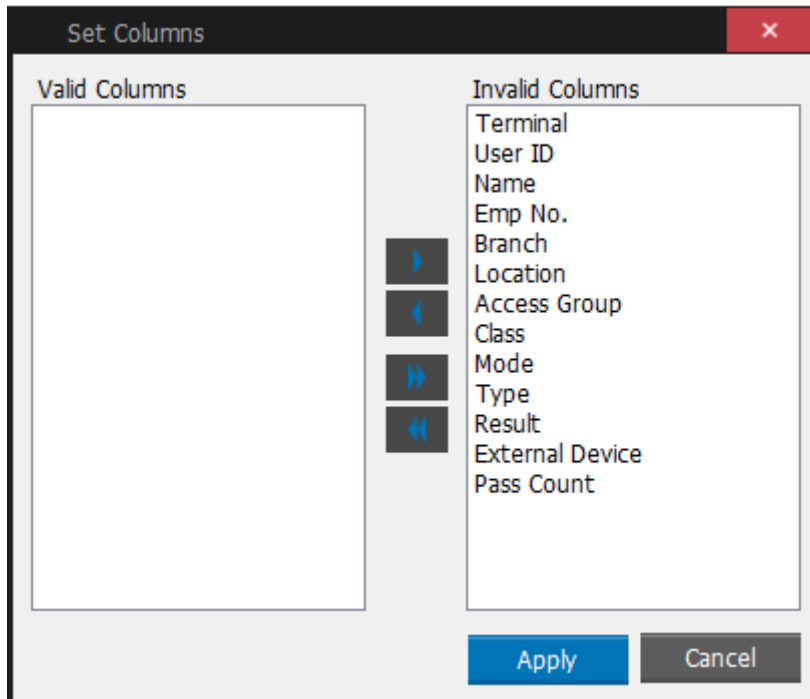 Set Columns
Valid Columns
Invalid Columns
Terminal
User ID
Name
Emp No.
Branch
Location
Access Group
Class
Mode
Type
Result
External Device
Pass Count
Apply
Cancel